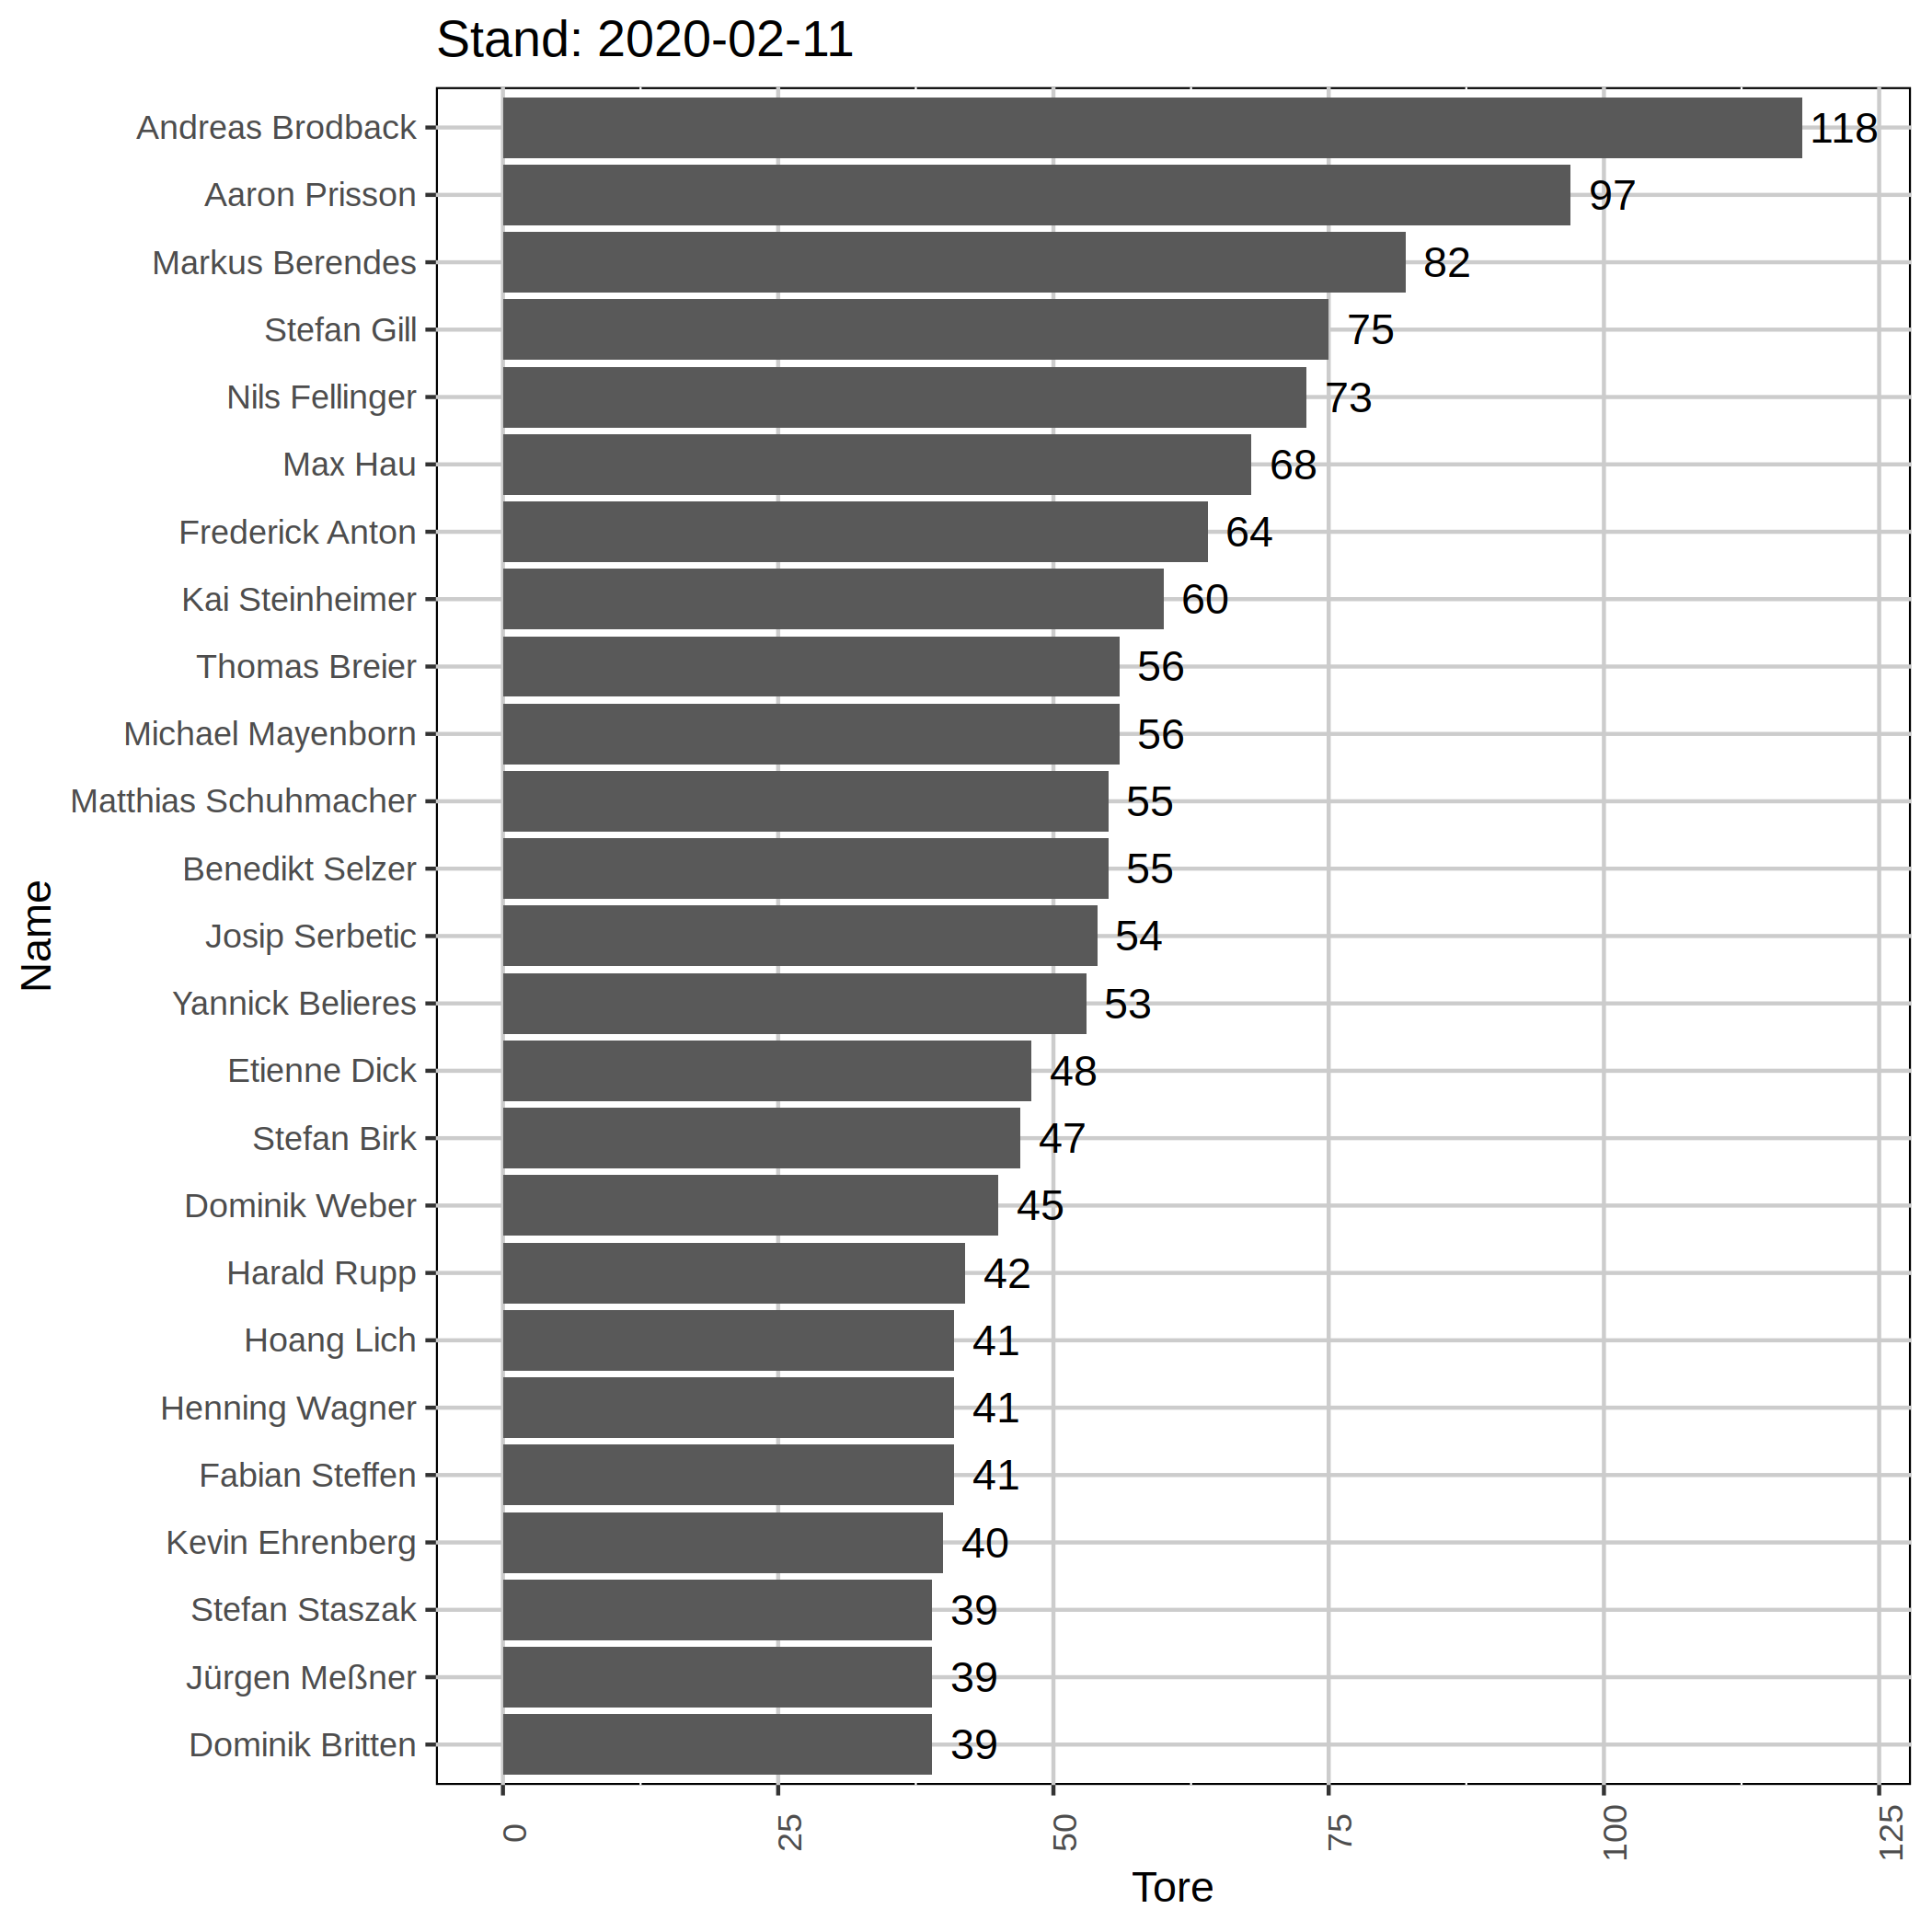 Stand: 2020-02-11
Andreas Brodback 118
Aaron Prisson 97
Markus Berendes 82
Stefan Gill 75
Nils Fellinger 73
Max Hau 68
Frederick Anton 64
Kai Steinheimer 60
Thomas Breier 56
Michael Mayenborn 56
Matthias Schuhmacher 55
Benedikt Selzer 55
Josip Serbetic 54
Yannick Belieres 53
Etienne Dick 48
Stefan Birk 47
Dominik Weber 45
Harald Rupp 42
Hoang Lich 41
Henning Wagner 41
Fabian Steffen 41
Kevin Ehrenberg 40
Stefan Staszak 39
Jürgen Meßner 39
Dominik Britten 39
Name
0 25 50 75 100 125
Tore